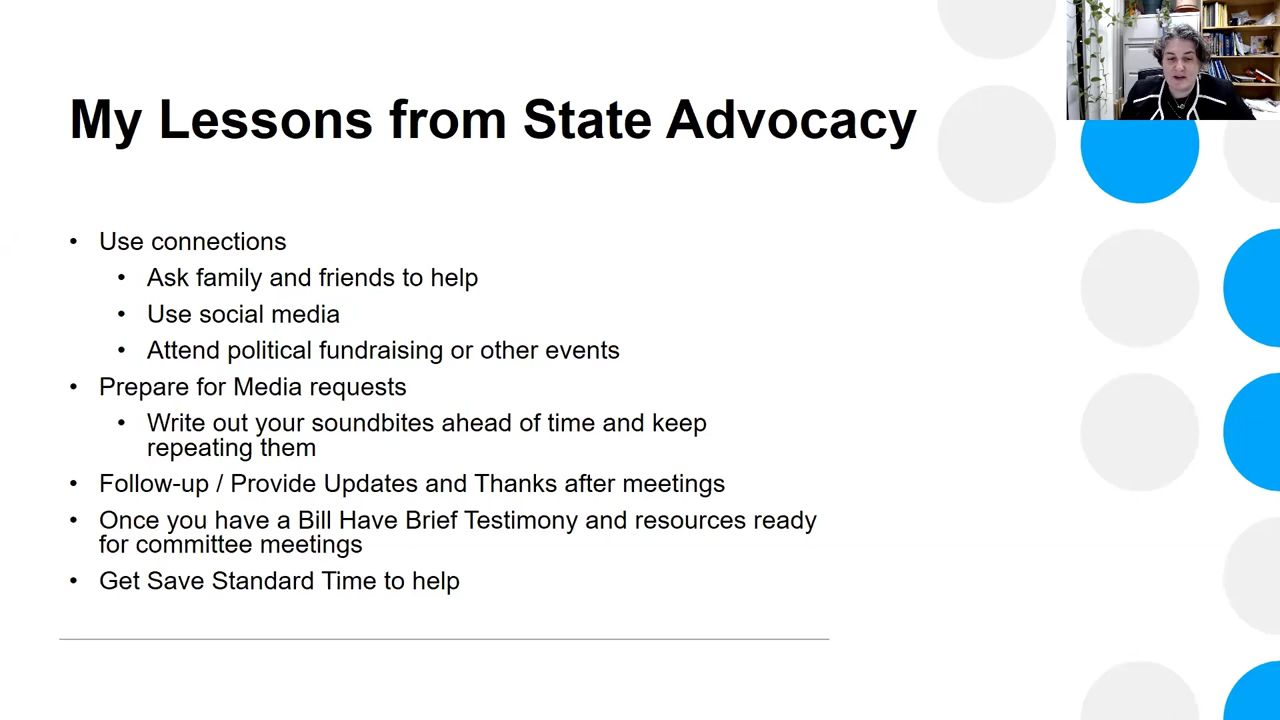 My Lessons from State Advocacy
• Use connections
• Ask family and friends to help
• Use social media
• Attend political fundraising or other events
• Prepare for Media requests
• Write out your soundbites ahead of time and keep
repeating them
• Follow-up / Provide Updates and Thanks after meetings
• Once you have a Bill Have Brief Testimony and resources ready
for committee meetings
• Get Save Standard Time to help